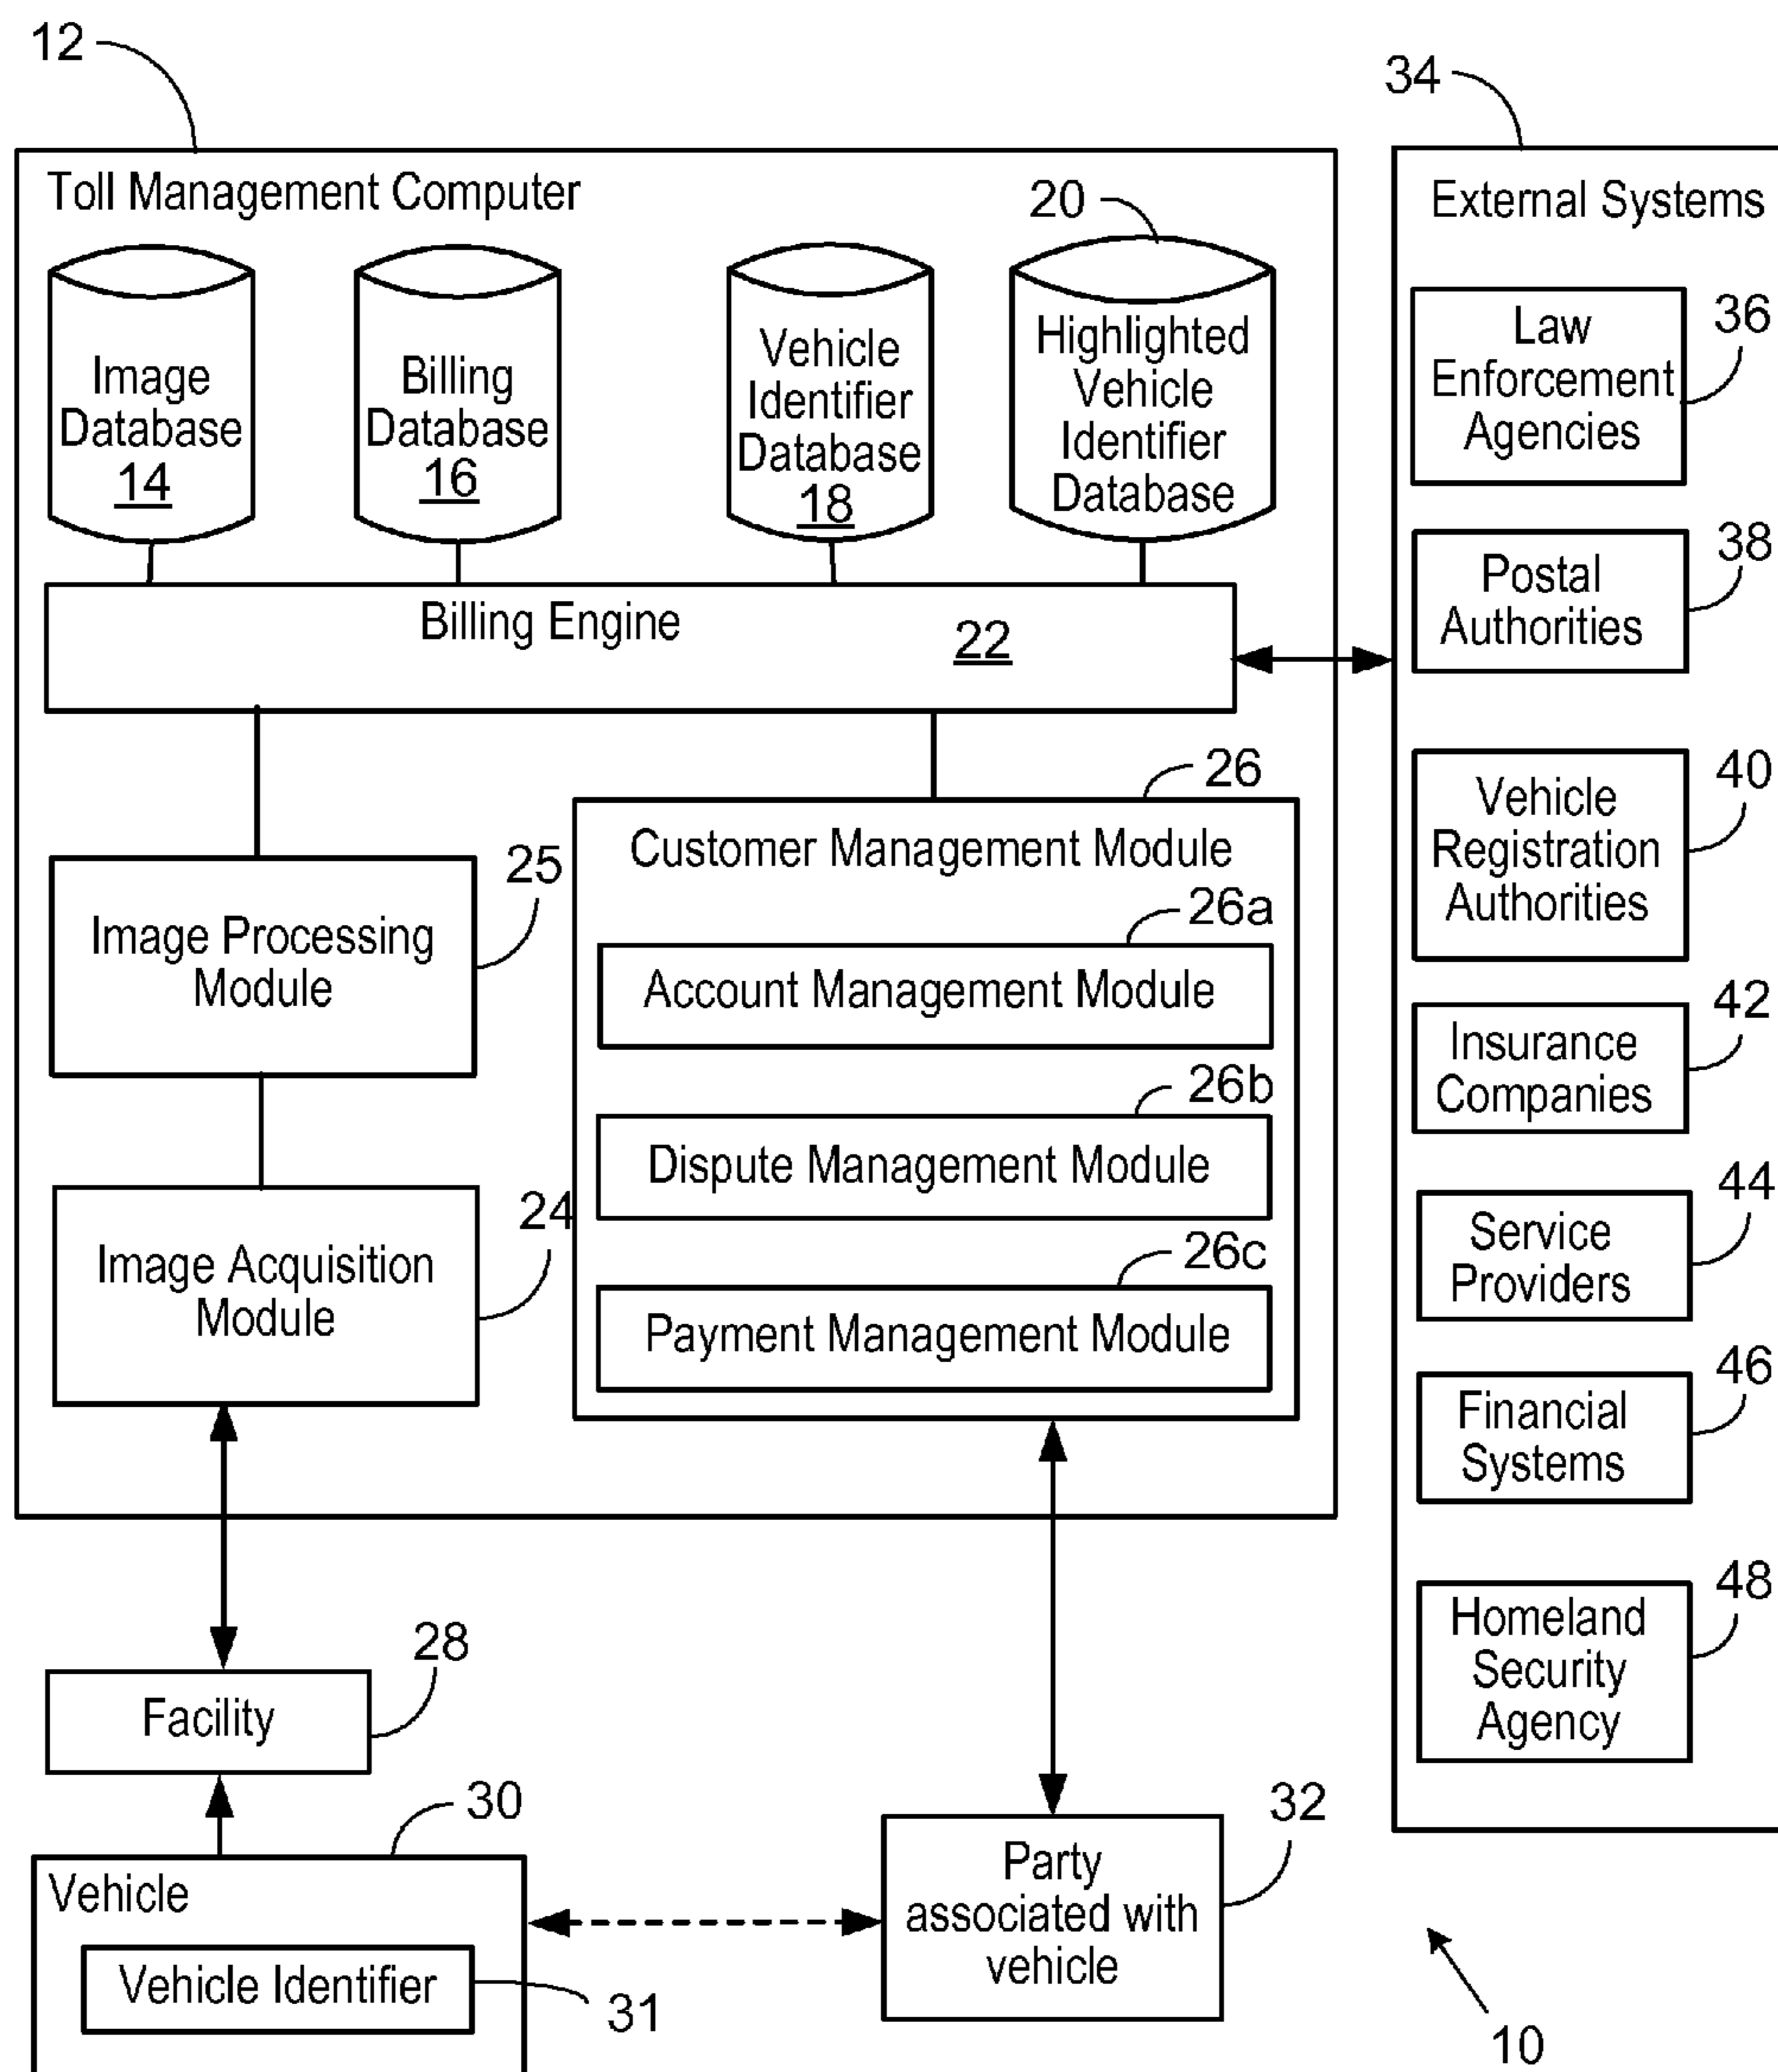 12
34
Toll Management Computer
20
External Systems
Image
Database
14
Billing
Database
16
Vehicle
Identifier
Database
18
Highlighted
Vehicle
Identifier
Database
Law
Enforcement
Agencies
36
Postal
Authorities
38
Billing Engine
22
Vehicle
Registration
Authorities
40
26
Customer Management Module
25
Image Processing
Module
26a
Account Management Module
Insurance
Companies
42
26b
Dispute Management Module
24
Image Acquisition
Module
Service
Providers
44
26c
Payment Management Module
Financial
Systems
46
Homeland
Security
Agency
48
28
Facility
30
Vehicle
Vehicle Identifier
31
32
Party
associated with
vehicle
10